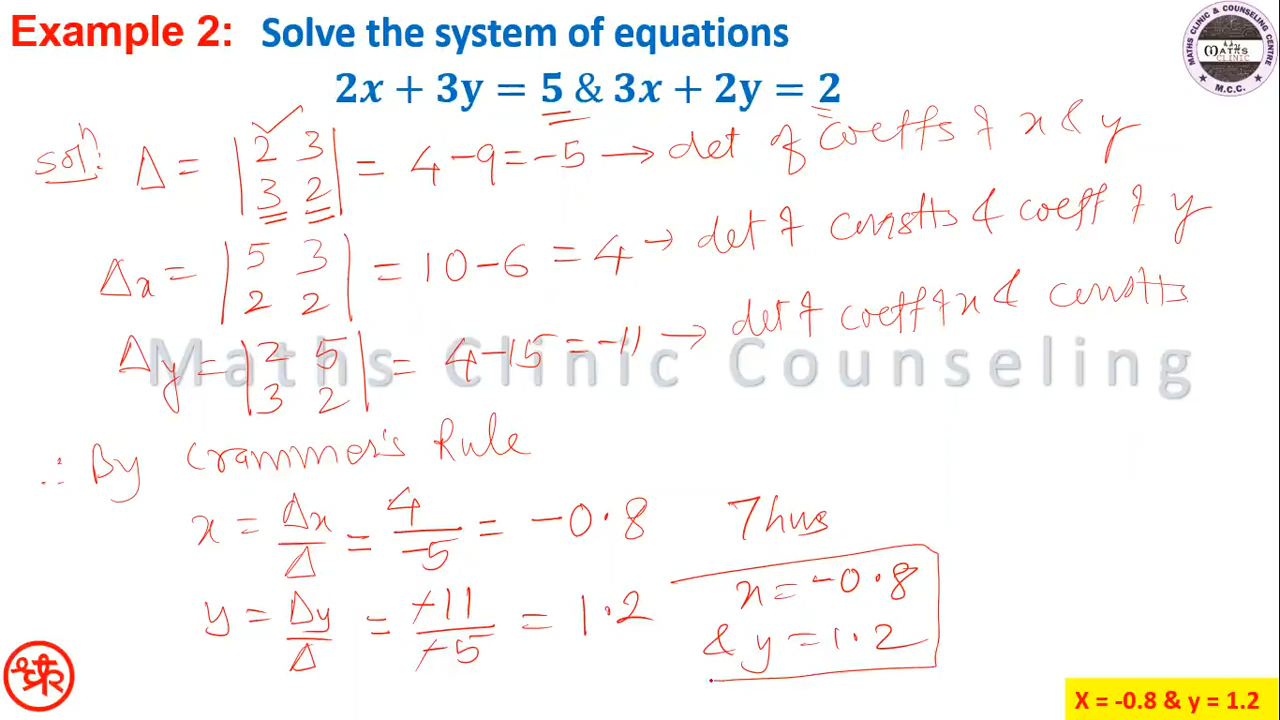 Example 2: Solve the system of equations
2x + 3y = 5 & 3x + 2y = 2
MATHS CLINIC & COUNSELING CENTRE
MATHS
CLINIC
M.C.C.
Sol?: Δ = |2 3| = 4 - 9 = -5 → det of coeffs of x & y
|3 2|
Δx = |5 3| = 10 - 6 = 4 → det of constts & coeff of y
|2 2|
Δy = |2 5| = 4 - 15 = -11 → det of coeff of x & constts
|3 2|
Maths Clinic Counseling
∴ By Crammer's Rule
x = Δx/Δ = 4/-5 = -0.8 Thus
x = -0.8
y = Δy/Δ = -11/-5 = 1.2
& y = 1.2
श्री
X = -0.8 & y = 1.2